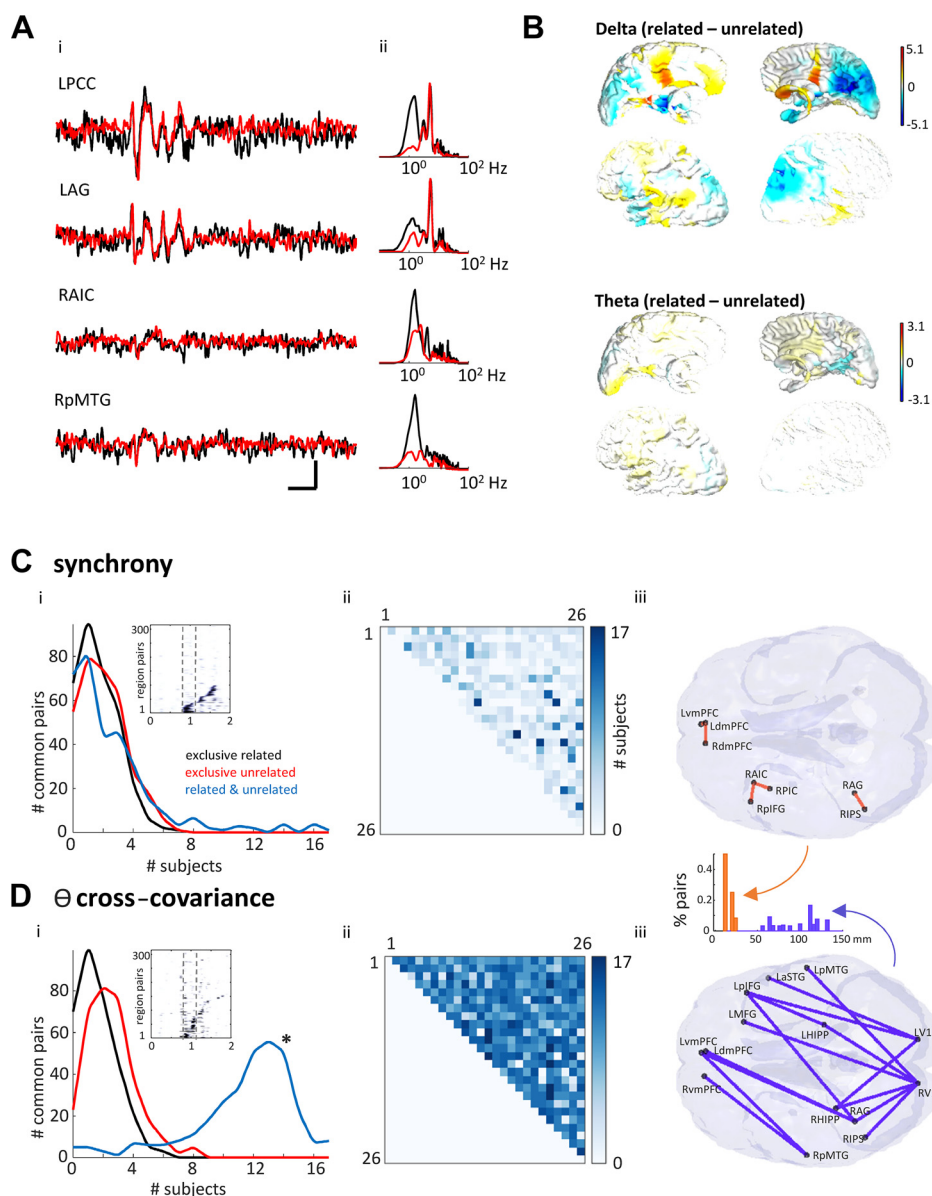 A
i
ii
LPCC
10⁰ 10² Hz
LAG
10⁰ 10² Hz
RAIC
10⁰ 10² Hz
RpMTG
10⁰ 10² Hz
B
Delta (related – unrelated)
5.1
0
-5.1
Theta (related – unrelated)
3.1
0
-3.1
C synchrony
i
# common pairs
80
60
40
20
0
0 4 8 12 16
# subjects
300
region pairs
1
0 1 2
exclusive related
exclusive unrelated
related & unrelated
ii
1 26
1
26
17
# subjects
0
iii
LvmPFC
LdmPFC
RdmPFC
RAIC
RPIC
RpIFG
RAG
RIPS
% pairs
0.4
0.2
0
0 50 100 150 mm
D Θ cross-covariance
i
# common pairs
80
60
40
20
0
0 4 8 12 16
# subjects
300
region pairs
1
0 1 2
*
ii
1 26
1
26
17
0
iii
LpMTG
LaSTG
LpIFG
LMFG
LHIPP
LV1
LvmPFC
LdmPFC
RvmPFC
RV
RHIPP
RAG
RIPS
RpMTG